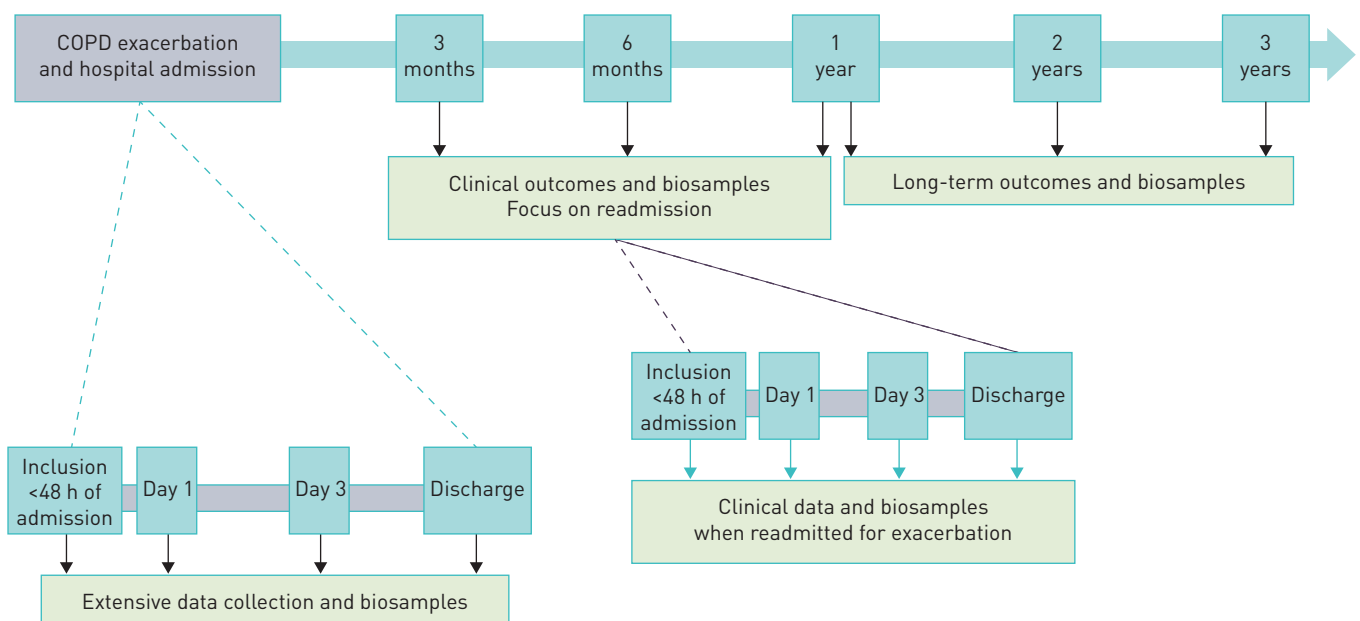 COPD exacerbation
and hospital admission
3
months
6
months
1
year
2
years
3
years
Clinical outcomes and biosamples
Focus on readmission
Long-term outcomes and biosamples
Inclusion
<48 h of
admission
Day 1
Day 3
Discharge
Clinical data and biosamples
when readmitted for exacerbation
Inclusion
<48 h of
admission
Day 1
Day 3
Discharge
Extensive data collection and biosamples